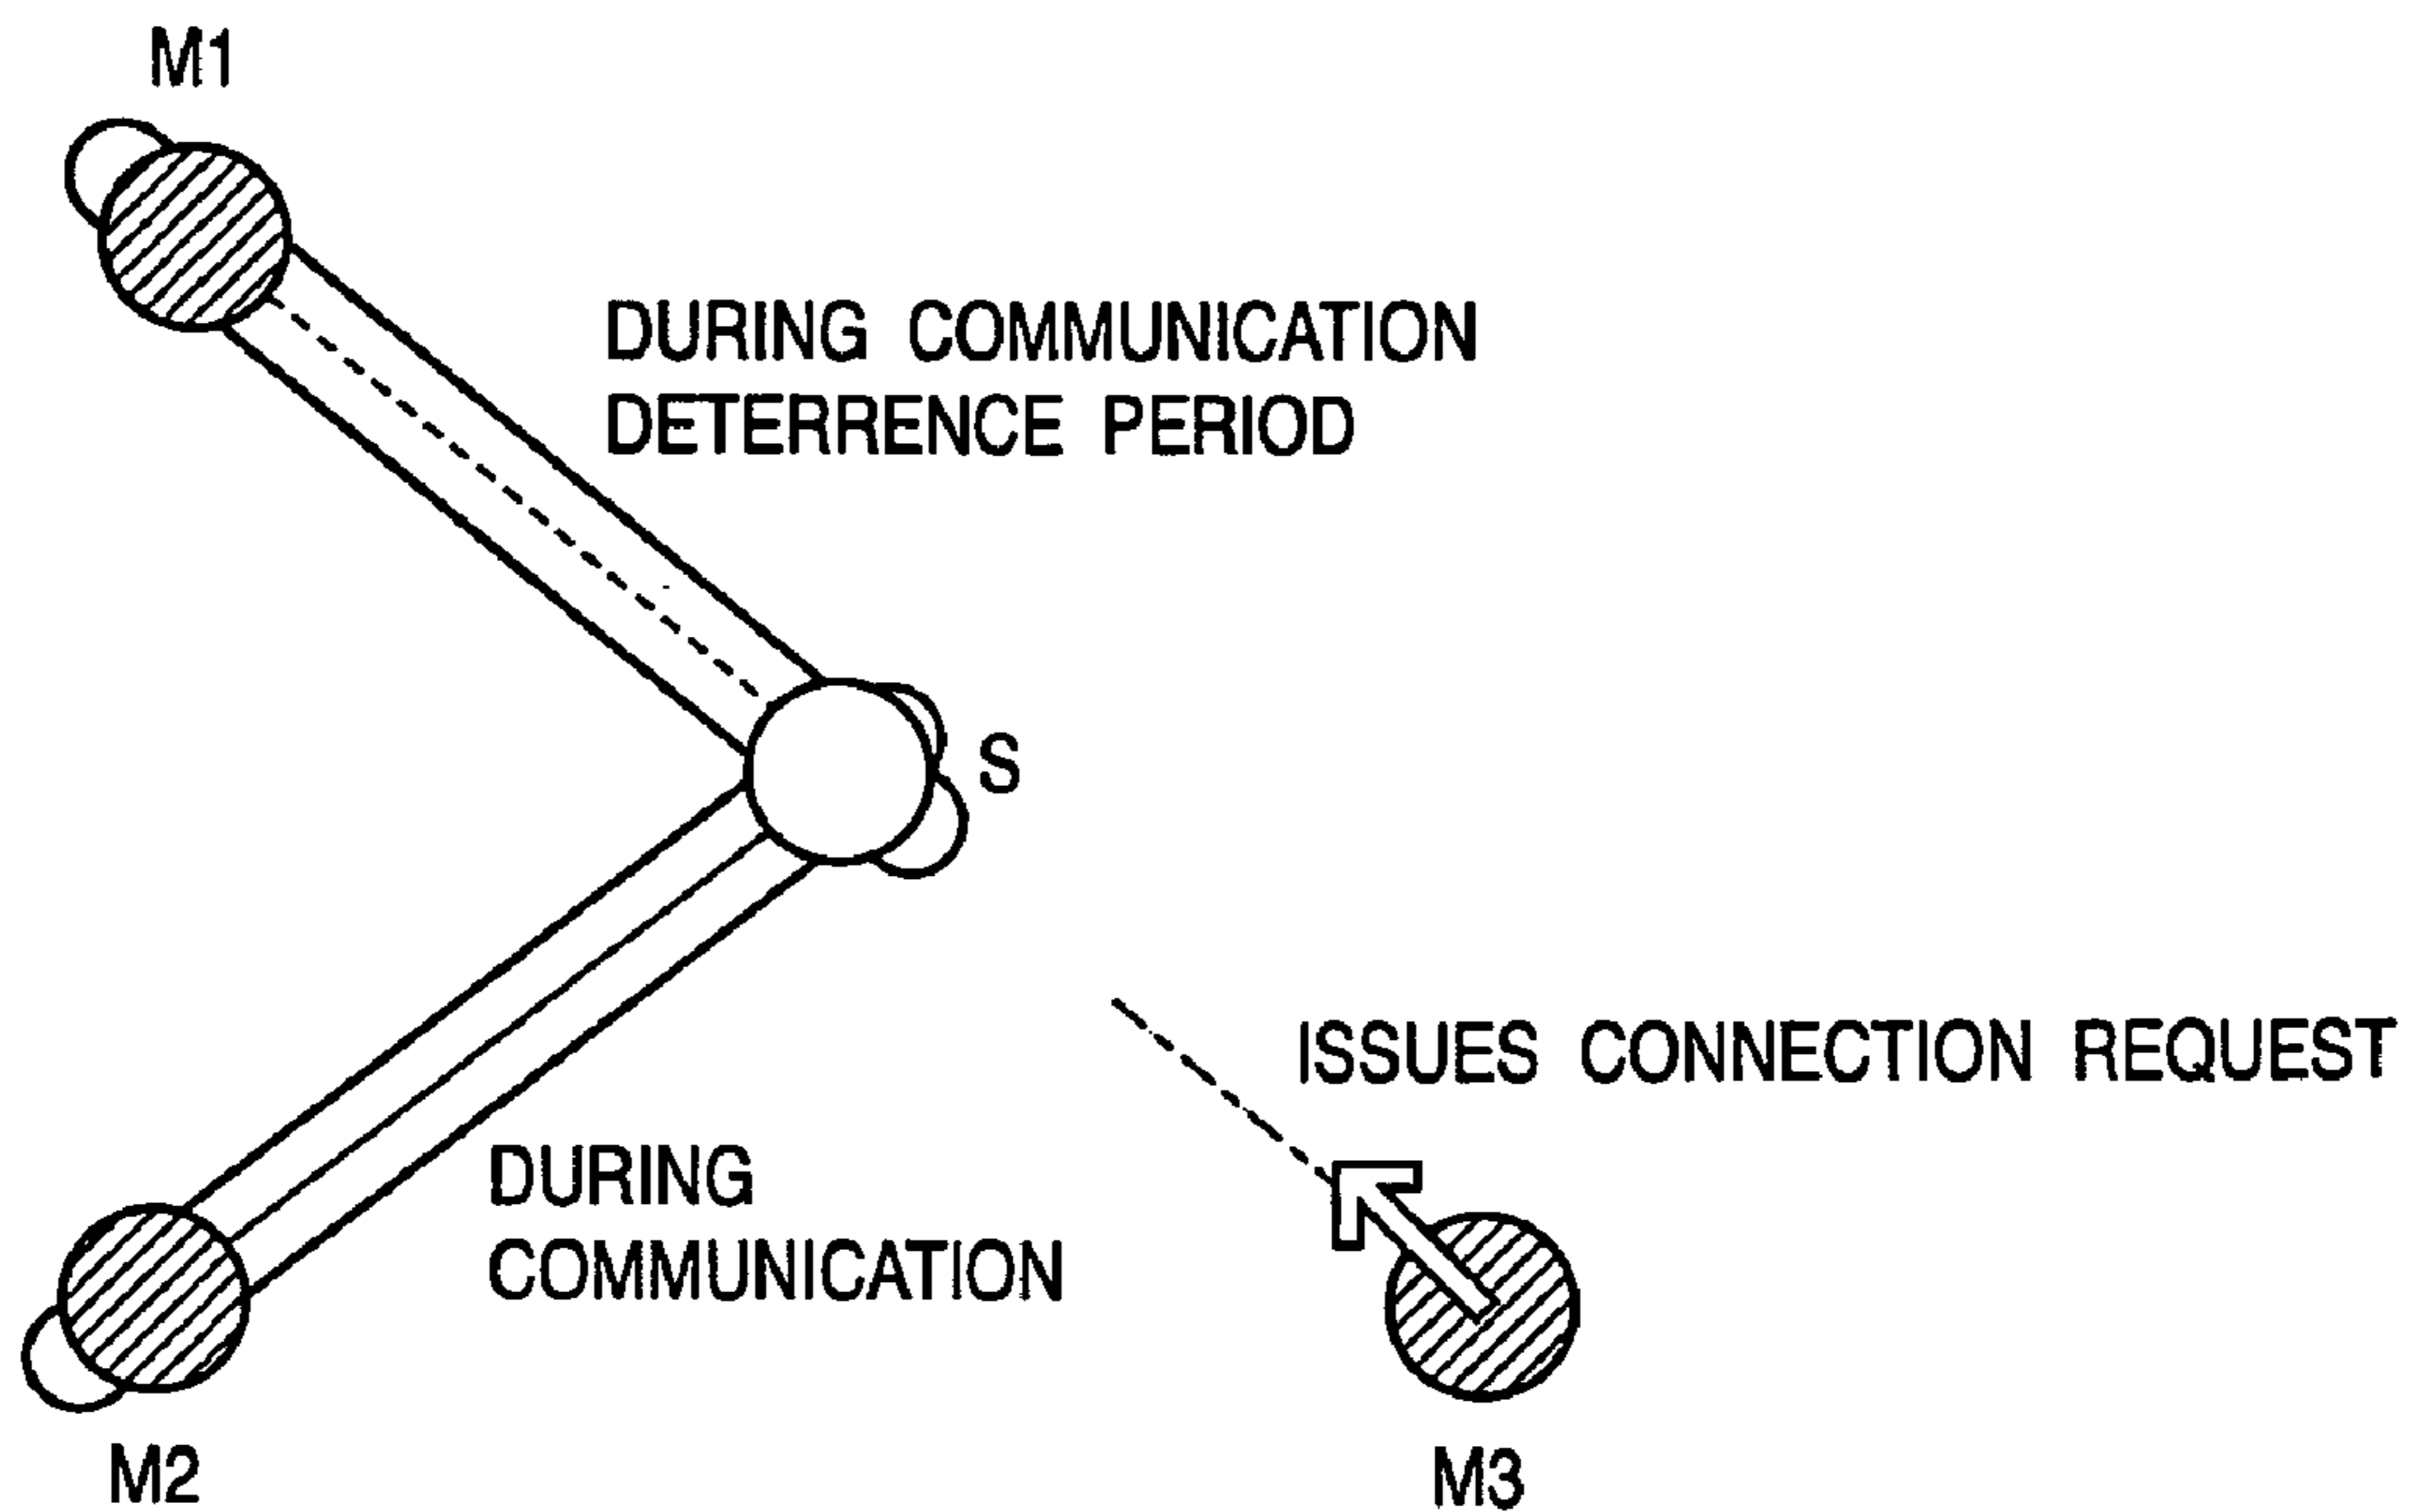 M1
DURING COMMUNICATION
DETERRENCE PERIOD
S
ISSUES CONNECTION REQUEST
DURING
COMMUNICATION
M2
M3